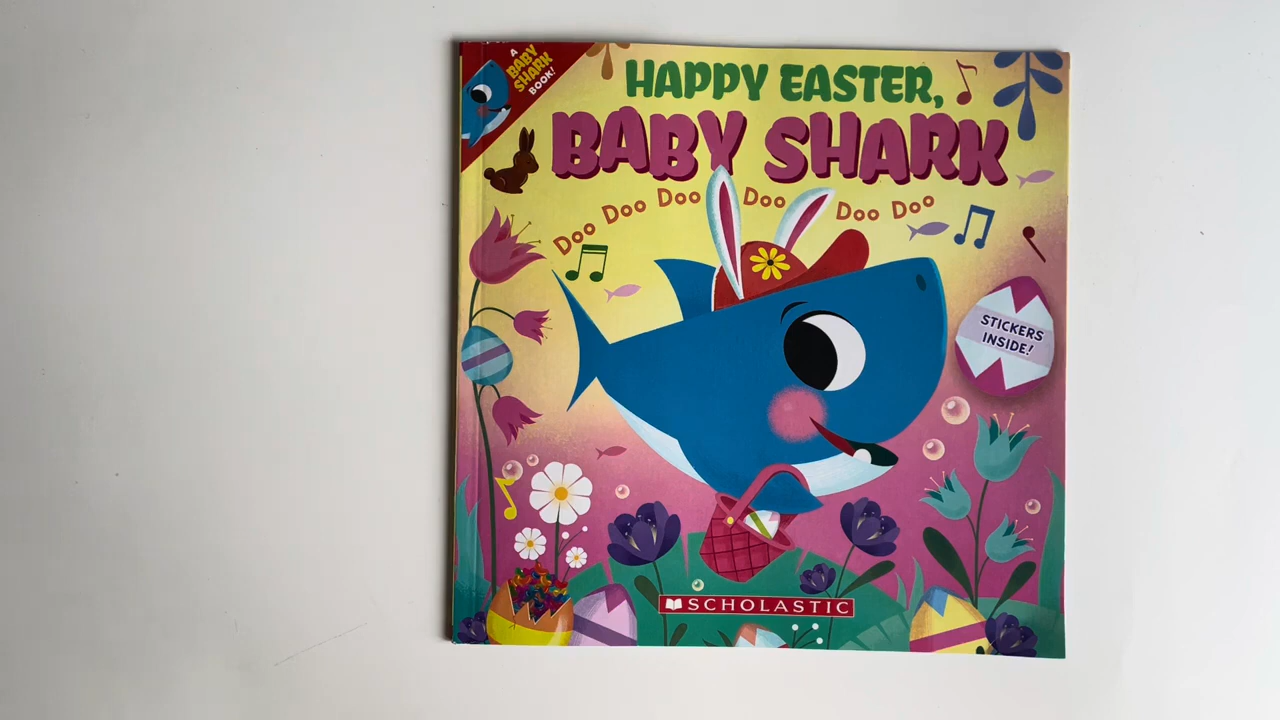 A
BABY
SHARK
BOOK!
HAPPY EASTER,
BABY SHARK
Doo Doo Doo Doo Doo Doo
STICKERS
INSIDE!
SCHOLASTIC